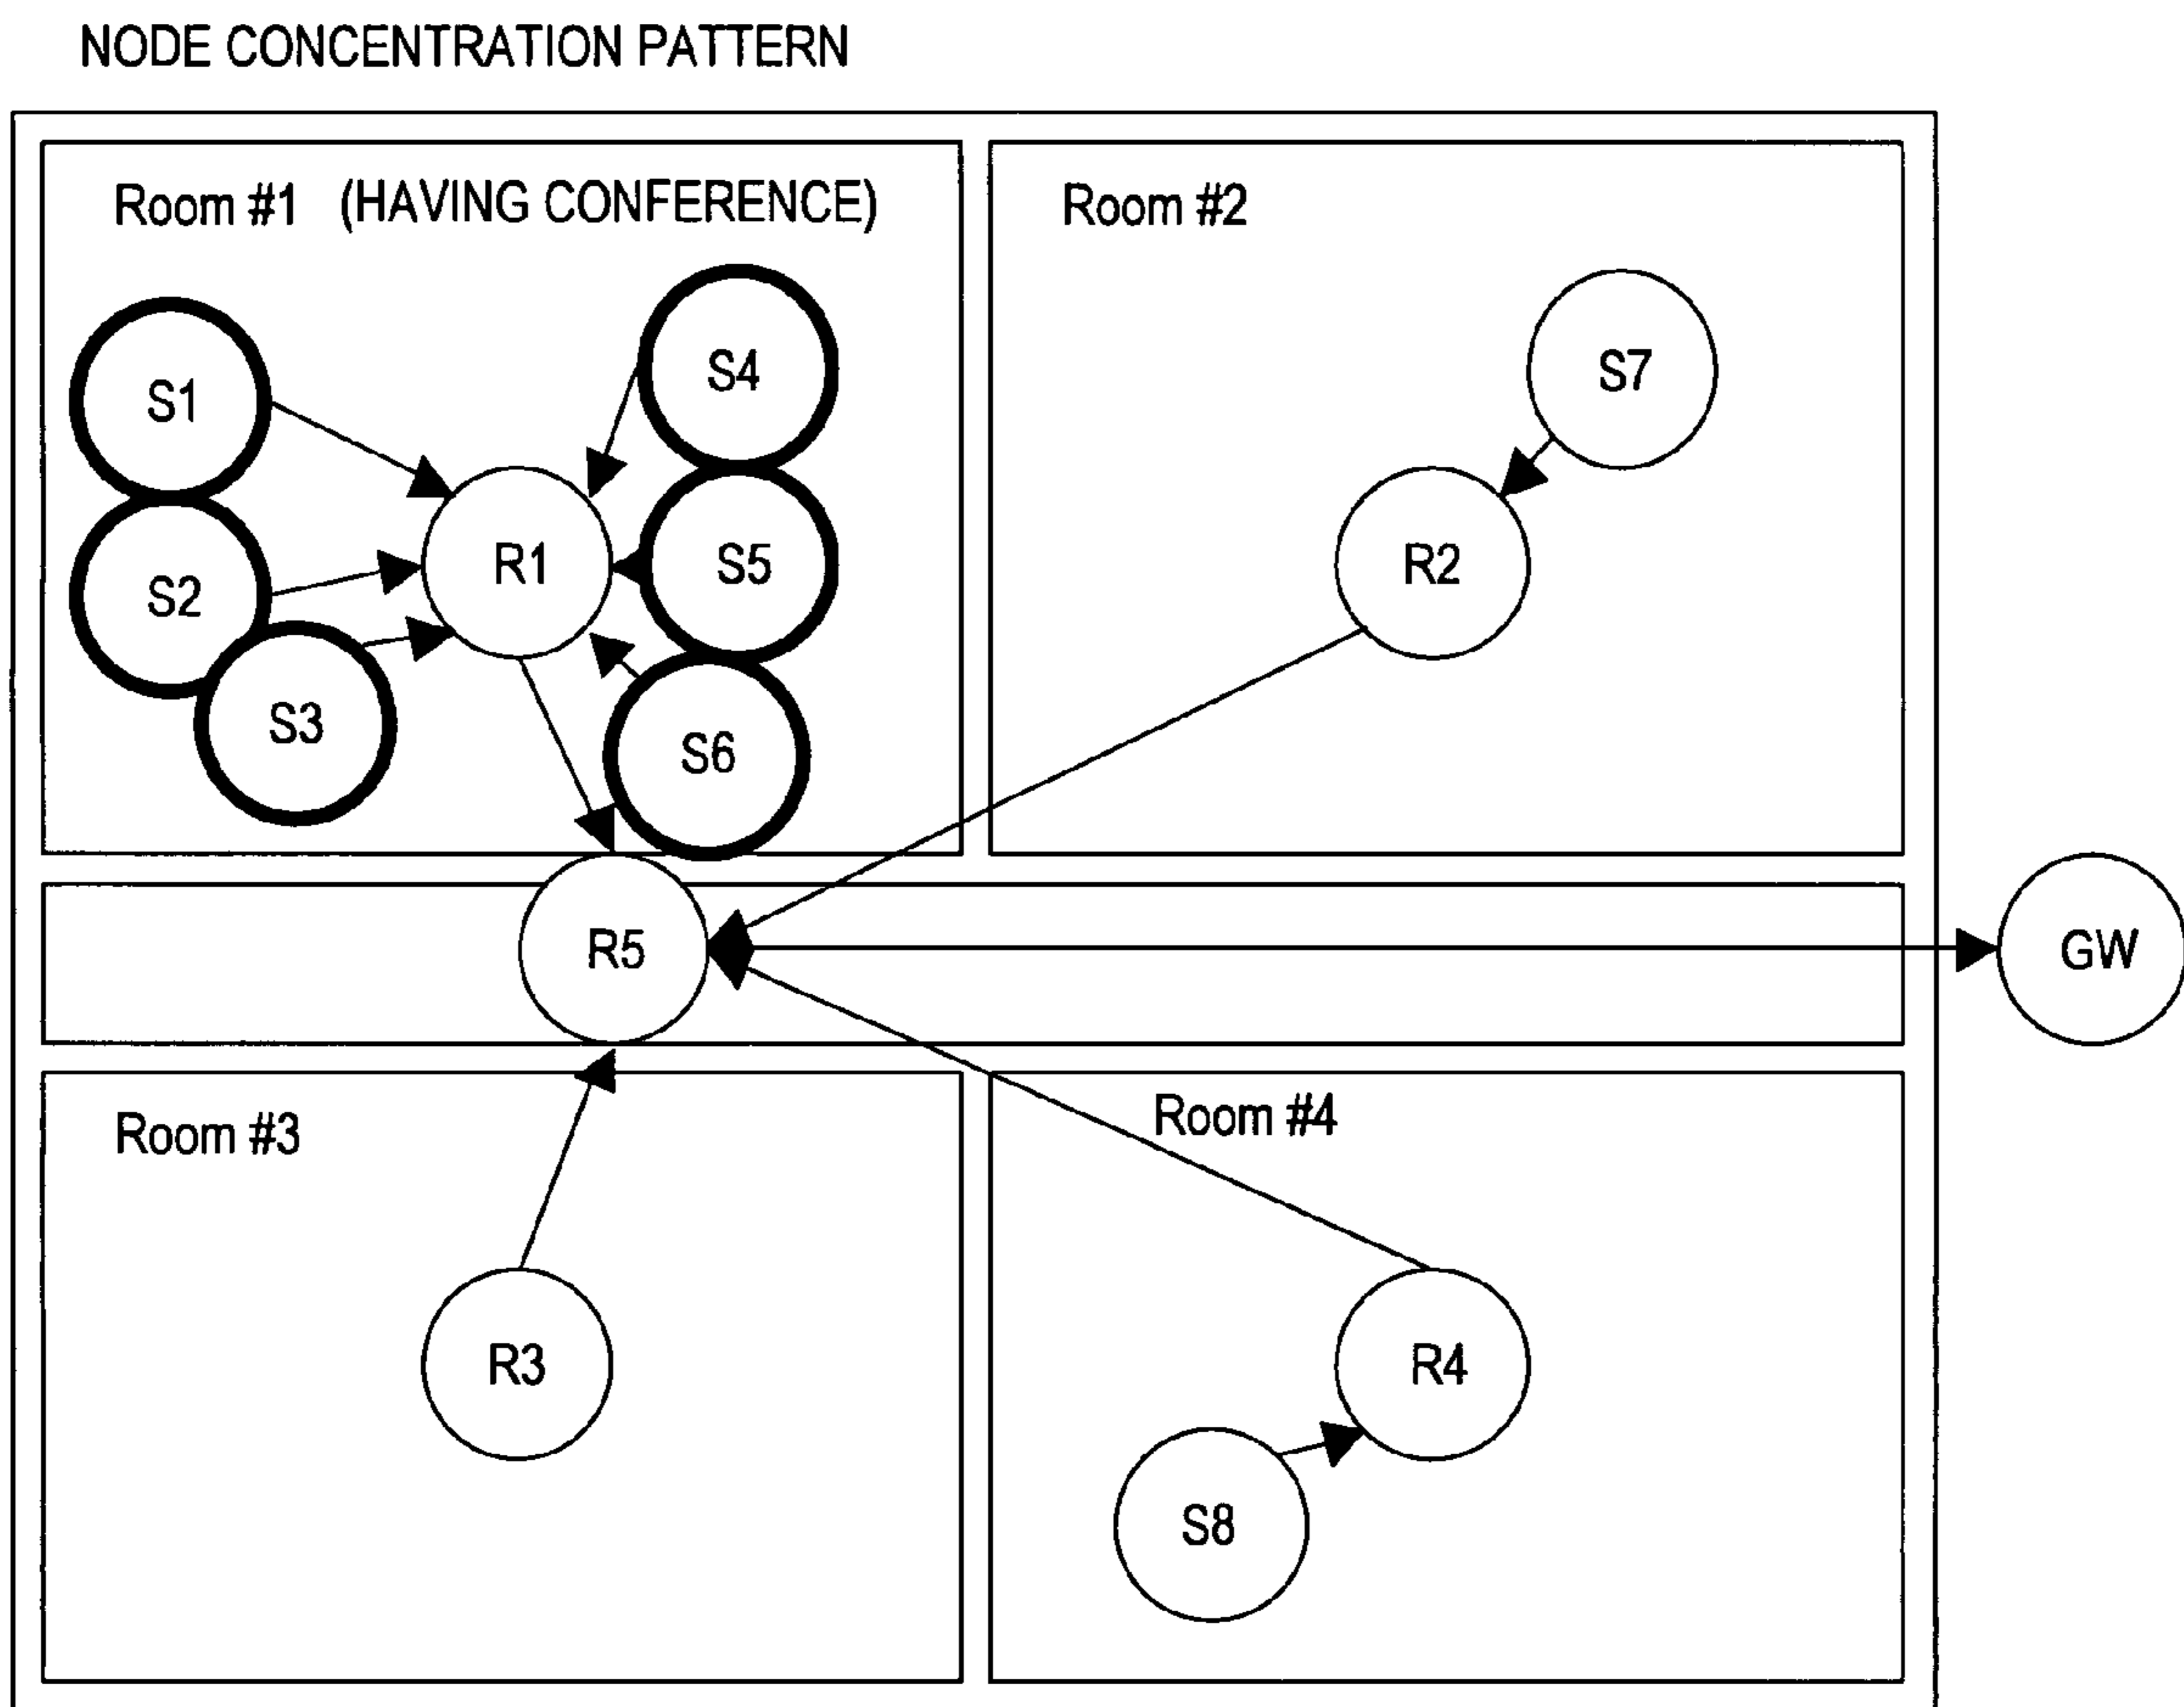 NODE CONCENTRATION PATTERN
Room #1 (HAVING CONFERENCE)
Room #2
S1
S4
S7
S2
R1
S5
R2
S3
S6
R5
GW
Room #3
Room #4
R3
R4
S8